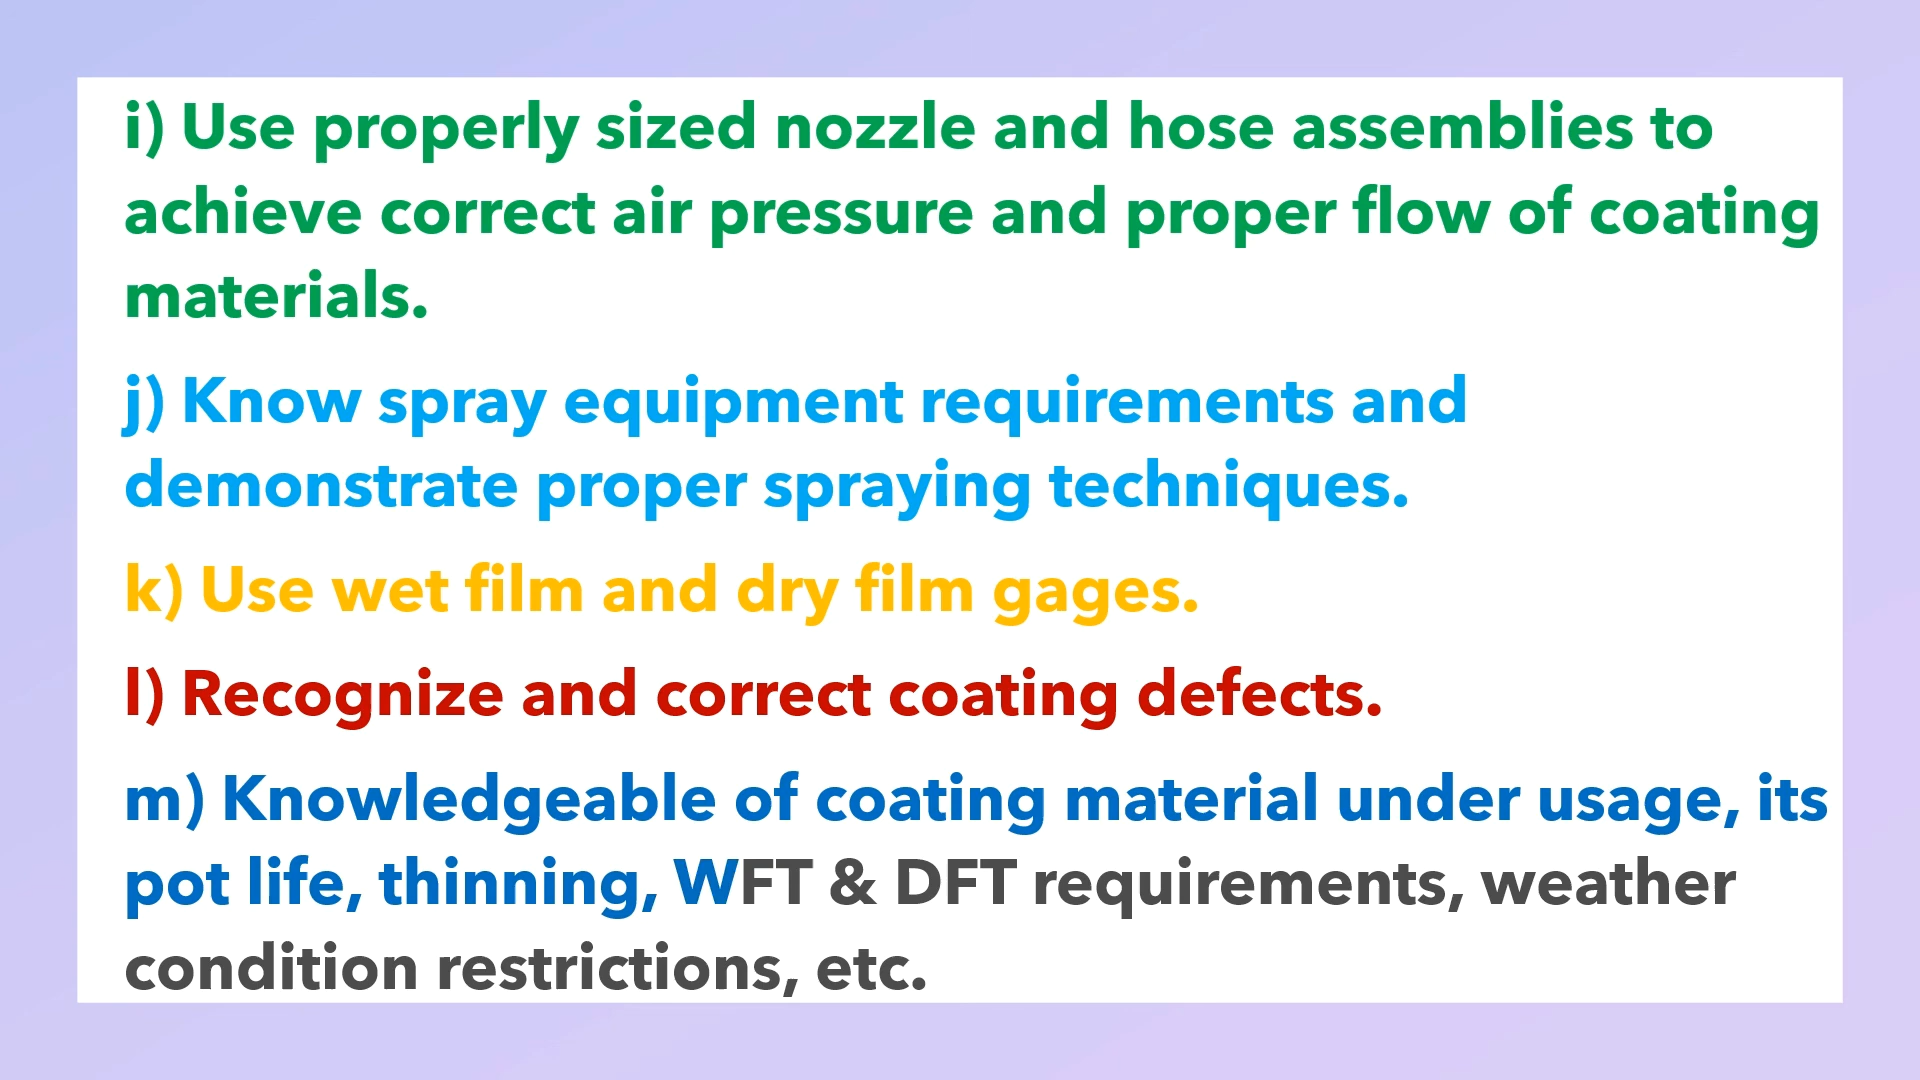 i) Use properly sized nozzle and hose assemblies to
achieve correct air pressure and proper flow of coating
materials.
j) Know spray equipment requirements and
demonstrate proper spraying techniques.
k) Use wet film and dry film gages.
l) Recognize and correct coating defects.
m) Knowledgeable of coating material under usage, its
pot life, thinning, WFT & DFT requirements, weather
condition restrictions, etc.